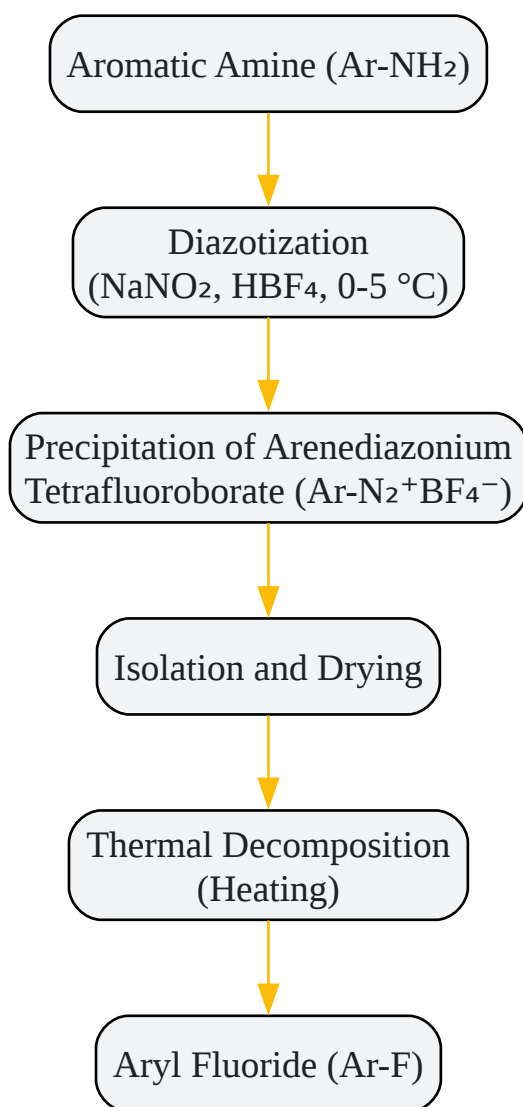 Aromatic Amine (Ar-NH₂)
Diazotization
(NaNO₂, HBF₄, 0-5 °C)
Precipitation of Arenediazonium
Tetrafluoroborate (Ar-N₂⁺BF₄⁻)
Isolation and Drying
Thermal Decomposition
(Heating)
Aryl Fluoride (Ar-F)